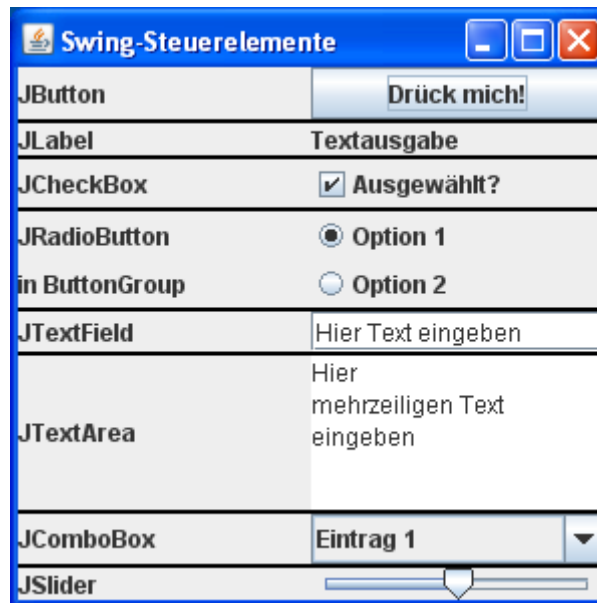 Swing-Steuerelemente
JButton Drück mich!
JLabel Textausgabe
JCheckBox Ausgewählt?
JRadioButton Option 1
in ButtonGroup Option 2
JTextField Hier Text eingeben
JTextArea Hier
mehrzeiligen Text
eingeben
JComboBox Eintrag 1
JSlider